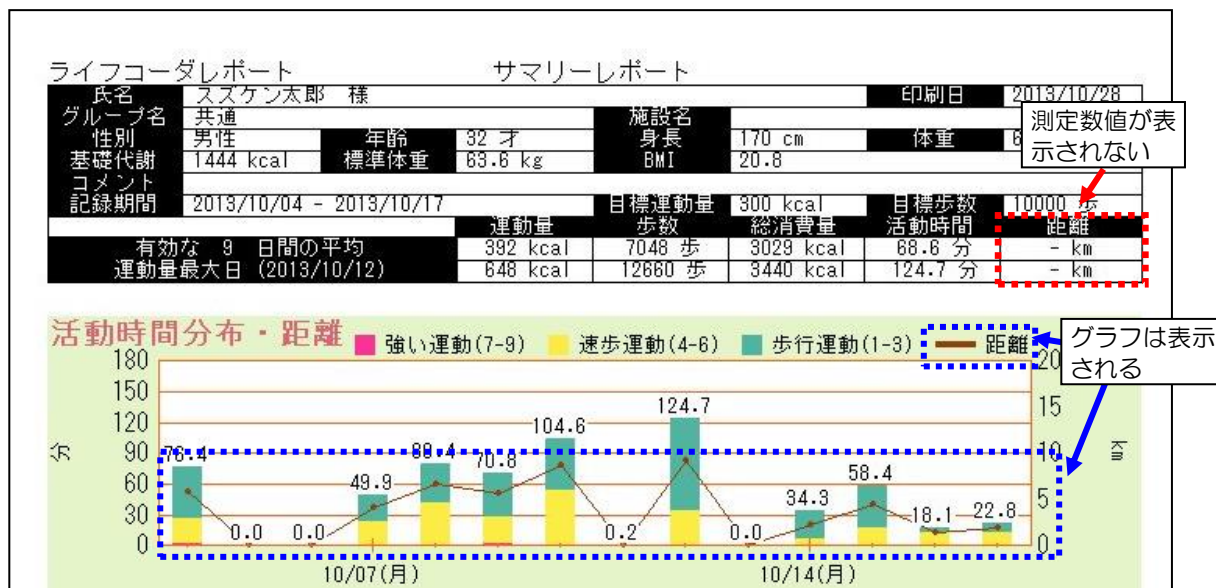 ライフコーダレポート サマリーレポート
氏名 スズケン太郎 様 印刷日 2013/10/28
グループ名 共通 施設名
性別 男性 年齢 32 才 身長 170 cm 体重 6
基礎代謝 1444 kcal 標準体重 63.6 kg BMI 20.8
コメント
記録期間 2013/10/04 - 2013/10/17 目標運動量 300 kcal 目標歩数 10000 歩
運動量 歩数 総消費量 活動時間 距離
有効な 9 日間の平均 392 kcal 7048 歩 3029 kcal 68.6 分 - km
運動量最大日 (2013/10/12) 648 kcal 12660 歩 3440 kcal 124.7 分 - km
測定数値が表
示されない
活動時間分布・距離 強い運動(7-9) 速歩運動(4-6) 歩行運動(1-3) 距離
グラフは表示
される
180 20
150 15
120 124.7
104.6
分 90 76.4 70.8 10 km
60 49.9 58.4 5
30 34.3 18.1 22.8
0 0.0 0.0 0.2 0.0 0
10/07(月) 10/14(月)